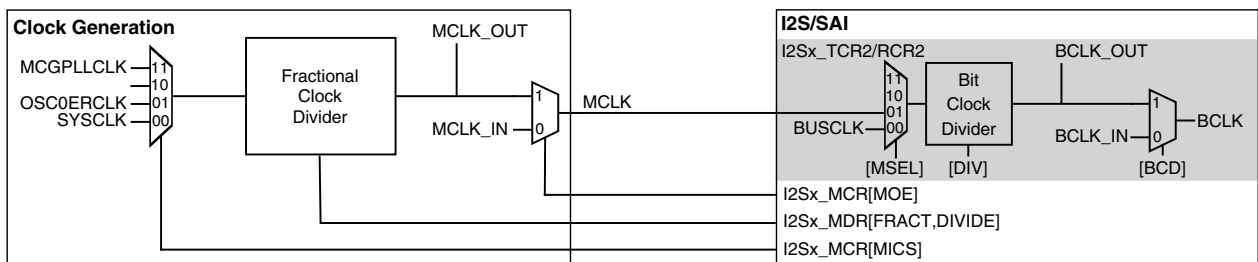 Clock Generation
MCGPLLCLK
OSC0ERCLK
SYSCLK
11
10
01
00
Fractional
Clock
Divider
MCLK_OUT
MCLK_IN
1
0
MCLK
I2S/SAI
I2Sx_TCR2/RCR2
BUSCLK
11
10
01
00
[MSEL]
Bit
Clock
Divider
[DIV]
BCLK_OUT
BCLK_IN
1
0
[BCD]
BCLK
I2Sx_MCR[MOE]
I2Sx_MDR[FRACT,DIVIDE]
I2Sx_MCR[MICS]